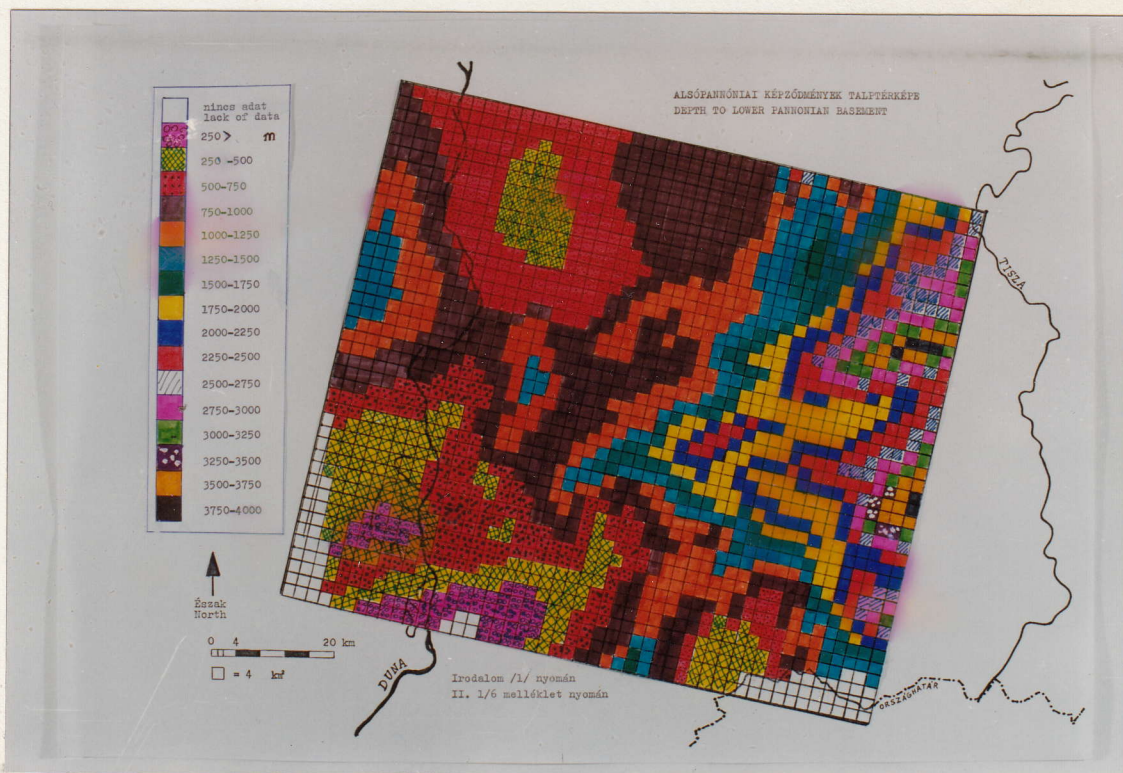 ALSÓPANNÓNIAI KÉPZŐDMÉNYEK TALPTÉRKÉPE
DEPTH TO LOWER PANNONIAN BASEMENT
nincs adat
lack of data
250 > m
250 -500
500-750
750-1000
1000-1250
1250-1500
1500-1750
1750-2000
2000-2250
2250-2500
2500-2750
2750-3000
3000-3250
3250-3500
3500-3750
3750-4000
TISZA
Észak
North
0 4 20 km
= 4 km²
DUNA
Irodalom /1/ nyomán
II. 1/6 melléklet nyomán
ORSZÁGHATÁR